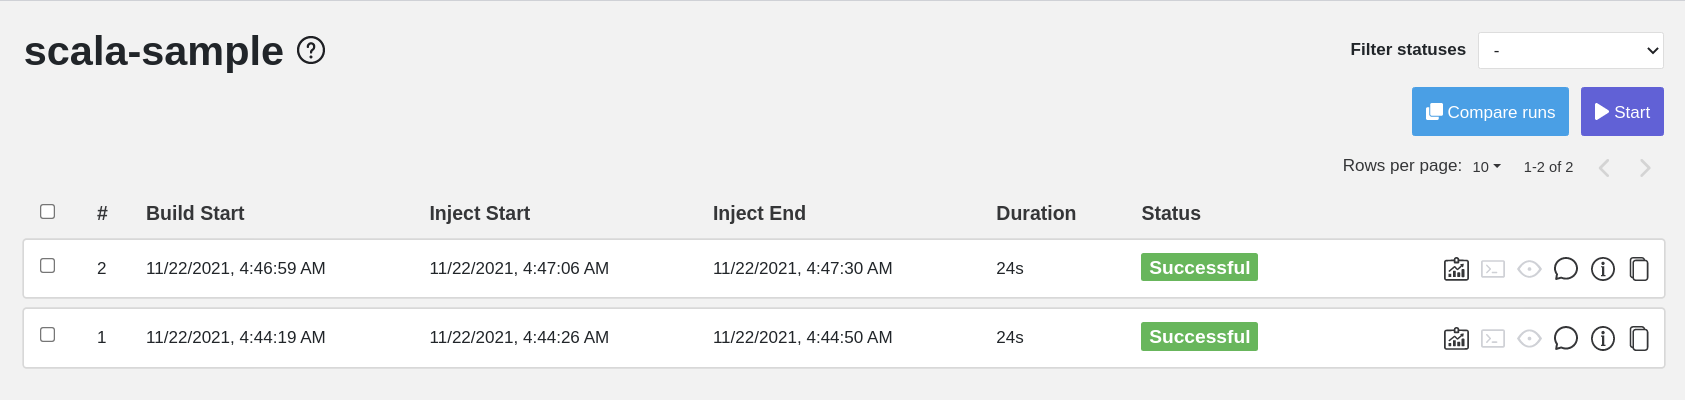 scala-sample
Filter statuses -
Compare runs Start
Rows per page: 10 1-2 of 2
# Build Start Inject Start Inject End Duration Status
2 11/22/2021, 4:46:59 AM 11/22/2021, 4:47:06 AM 11/22/2021, 4:47:30 AM 24s Successful
1 11/22/2021, 4:44:19 AM 11/22/2021, 4:44:26 AM 11/22/2021, 4:44:50 AM 24s Successful